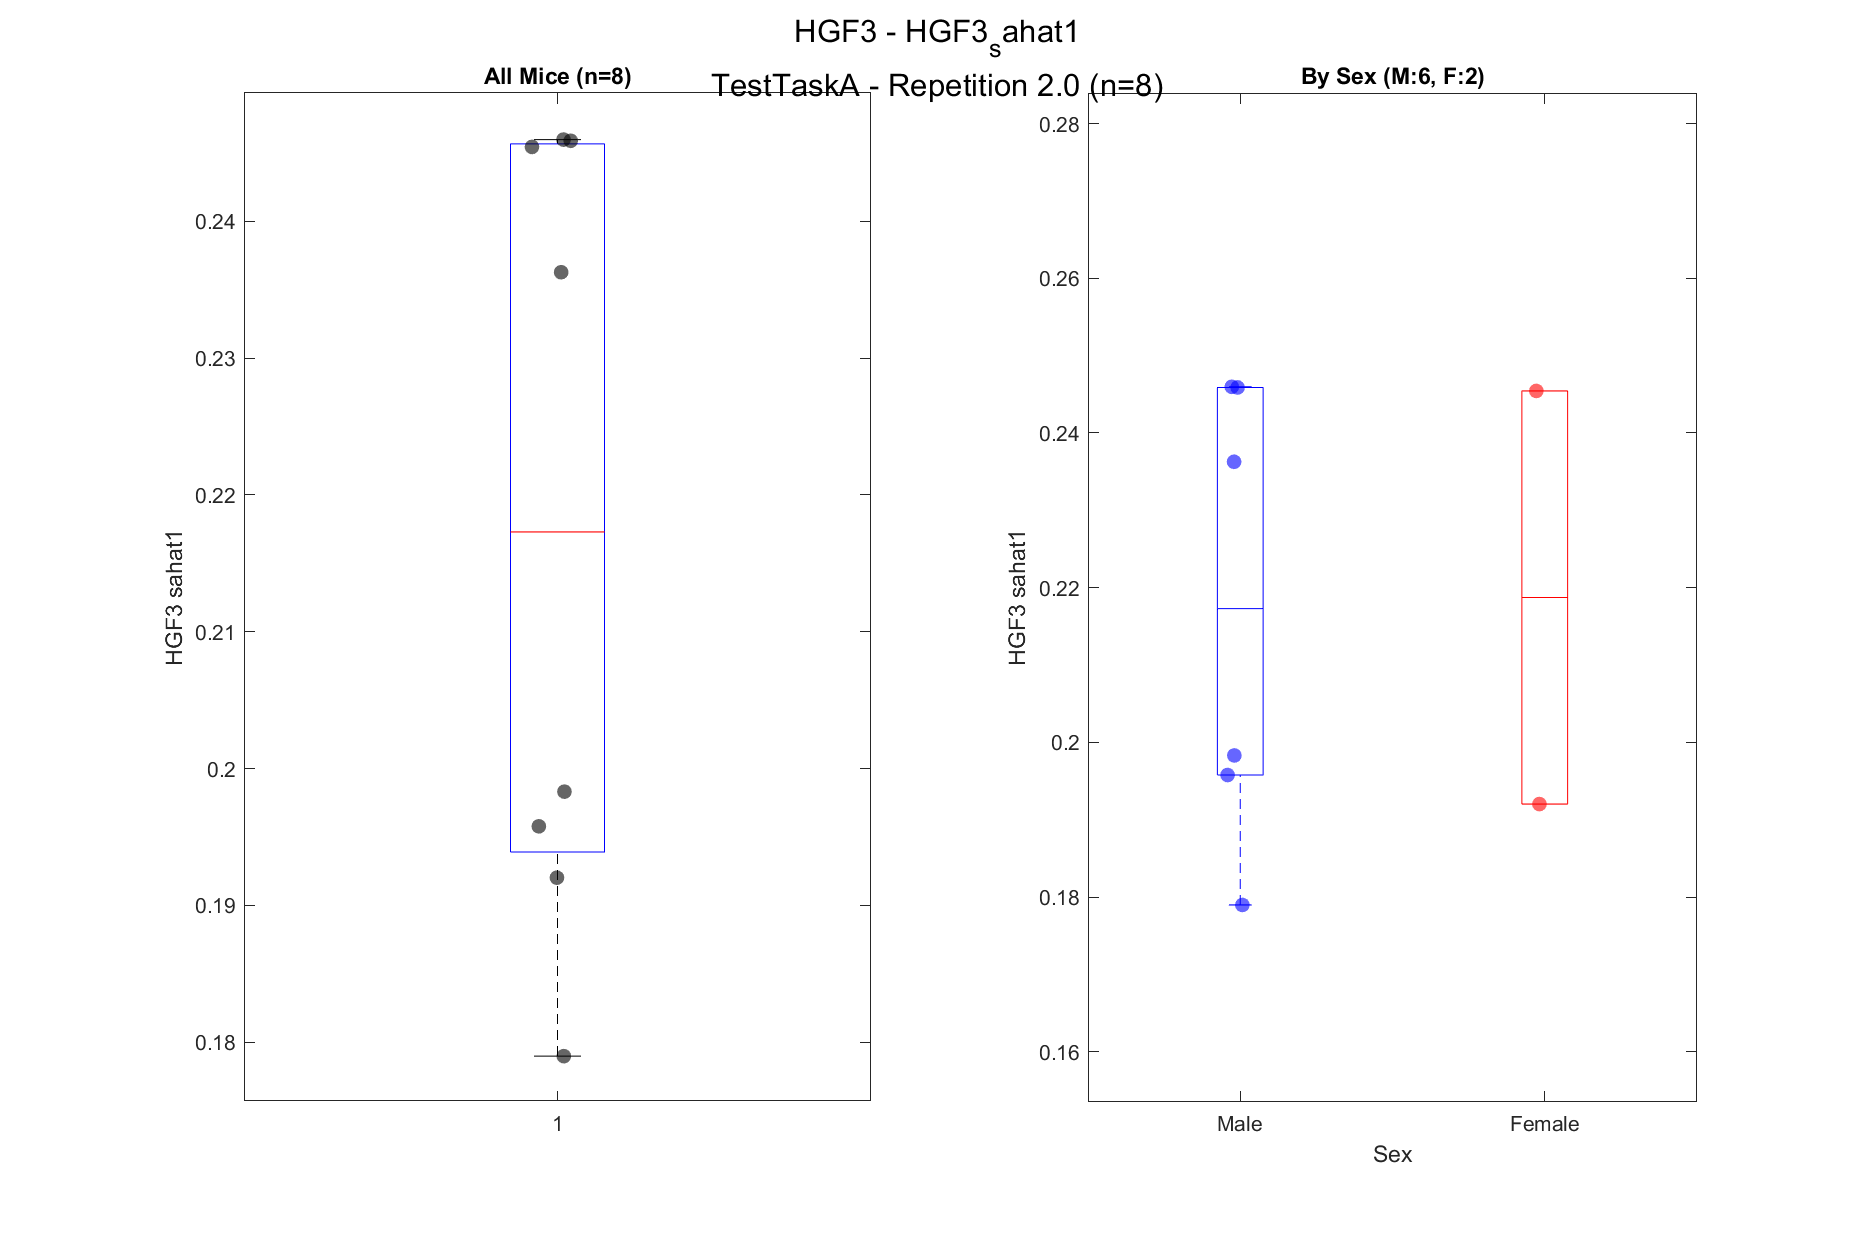 HGF3 - HGF3sahat1
TestTaskA - Repetition 2.0 (n=8)
All Mice (n=8)
HGF3 sahat1
0.24
0.23
0.22
0.21
0.2
0.19
0.18
1
By Sex (M:6, F:2)
HGF3 sahat1
0.28
0.26
0.24
0.22
0.2
0.18
0.16
Male Female
Sex